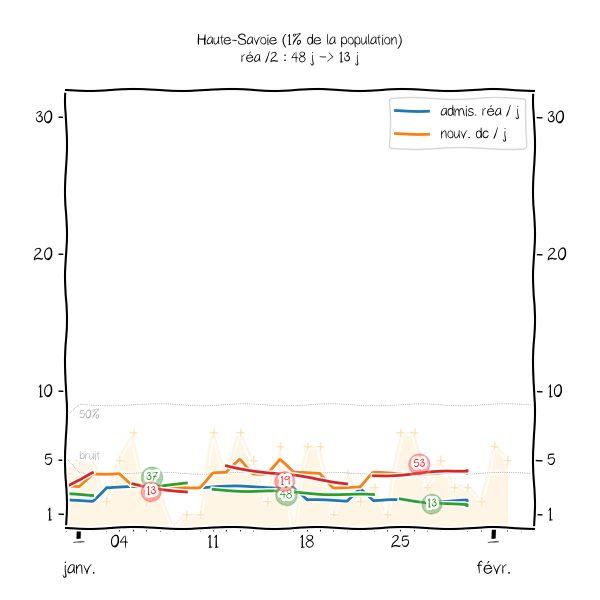 Haute-Savoie (1% de la population)
réa /2 : 48 j -> 13 j
admis. réa / j
nouv. dc / j
30 30
20 20
10 10
50%
bruit
5 5
53
37
19
13
48
13
1 1
04 11 18 25
janv. févr.